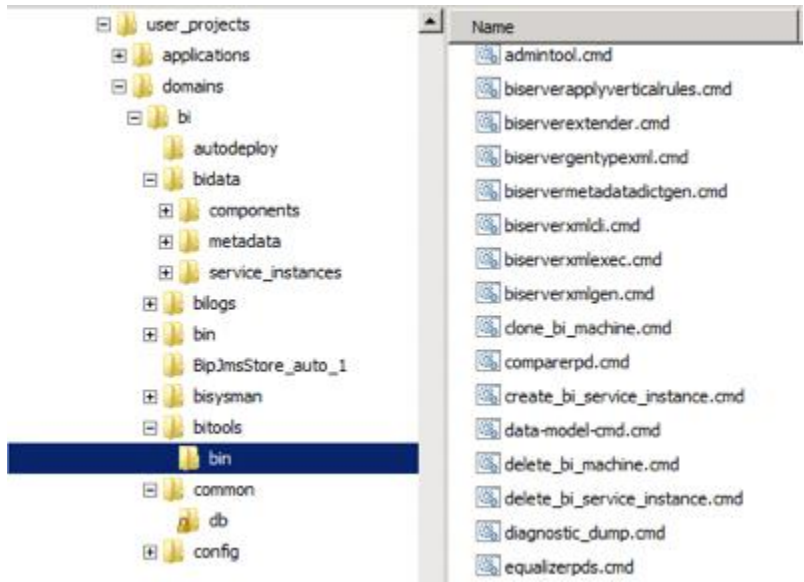 user_projects
applications
domains
bi
autodeploy
bidata
components
metadata
service_instances
bilogs
bin
BipJmsStore_auto_1
bisysman
bitools
bin
common
db
config
Name
admintool.cmd
biserverapplyverticalrules.cmd
biserverextender.cmd
biservergentypexml.cmd
biservermetadatadictgen.cmd
biserverxmlcli.cmd
biserverxmlexec.cmd
biserverxmlgen.cmd
clone_bi_machine.cmd
comparerpd.cmd
create_bi_service_instance.cmd
data-model-cmd.cmd
delete_bi_machine.cmd
delete_bi_service_instance.cmd
diagnostic_dump.cmd
equalizerpds.cmd